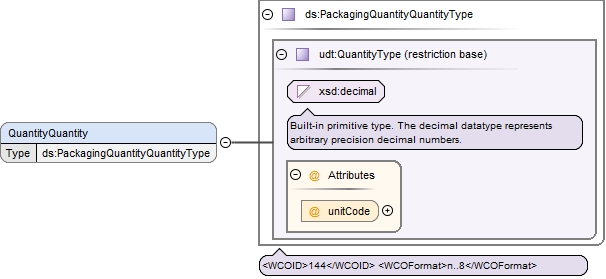 ds:PackagingQuantityQuantityType
udt:QuantityType (restriction base)
xsd:decimal
Built-in primitive type. The decimal datatype represents
arbitrary precision decimal numbers.
QuantityQuantity
Type ds:PackagingQuantityQuantityType
@ Attributes
@ unitCode
<WCOID>144</WCOID> <WCOFormat>n..8</WCOFormat>